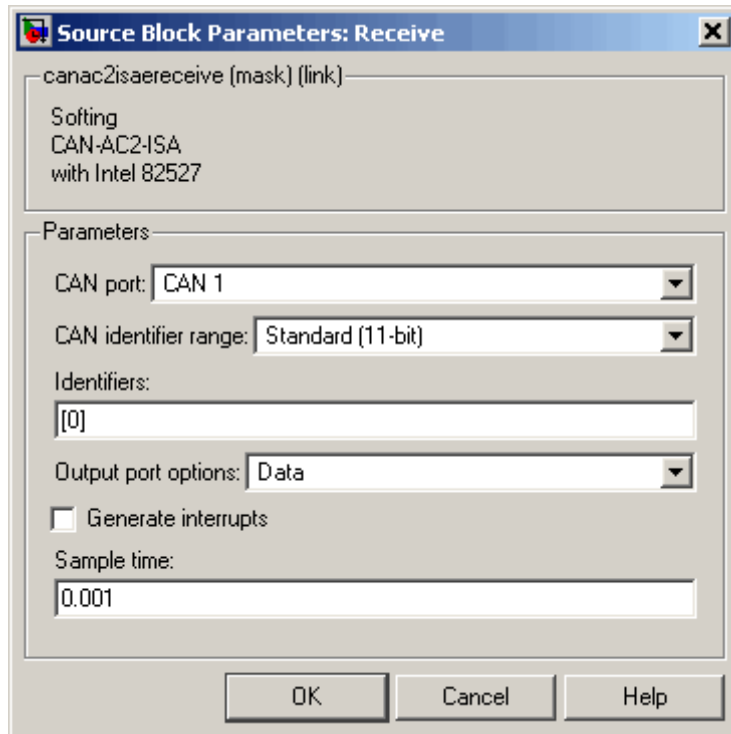 Source Block Parameters: Receive
canac2isaereceive (mask) (link)
Softing
CAN-AC2-ISA
with Intel 82527
Parameters
CAN port: CAN 1
CAN identifier range: Standard (11-bit)
Identifiers:
[0]
Output port options: Data
Generate interrupts
Sample time:
0.001
OK Cancel Help